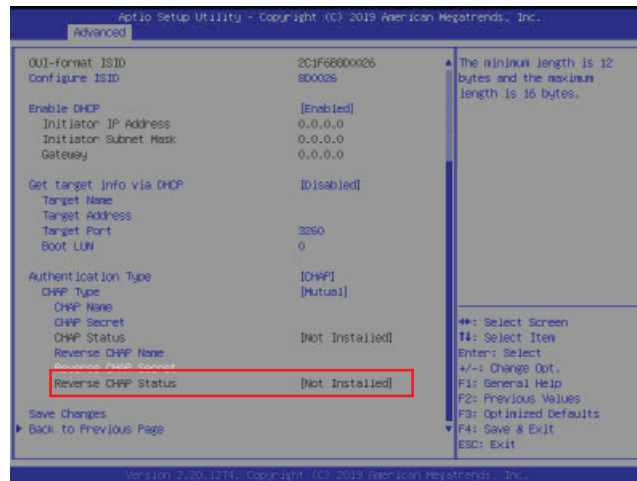 Aptio Setup Utility - Copyright (C) 2019 American Megatrends, Inc.
Advanced
OUI-format ISID 2C1F6B8D0026
Configure ISID 8D0026
Enable DHCP [Enabled]
Initiator IP Address 0.0.0.0
Initiator Subnet Mask 0.0.0.0
Gateway 0.0.0.0
Get target info via DHCP [Disabled]
Target Name
Target Address
Target Port 3260
Boot LUN 0
Authentication Type [CHAP]
CHAP Type [Mutual]
CHAP Name
CHAP Secret
CHAP Status [Not Installed]
Reverse CHAP Name
Reverse CHAP Secret
Reverse CHAP Status [Not Installed]
Save Changes
Back to Previous Page
The minimum length is 12
bytes and the maximum
length is 16 bytes.
→←: Select Screen
↑↓: Select Item
Enter: Select
+/-: Change Opt.
F1: General Help
F2: Previous Values
F3: Optimized Defaults
F4: Save & Exit
ESC: Exit
Version 2.20.1274. Copyright (C) 2019 American Megatrends, Inc.